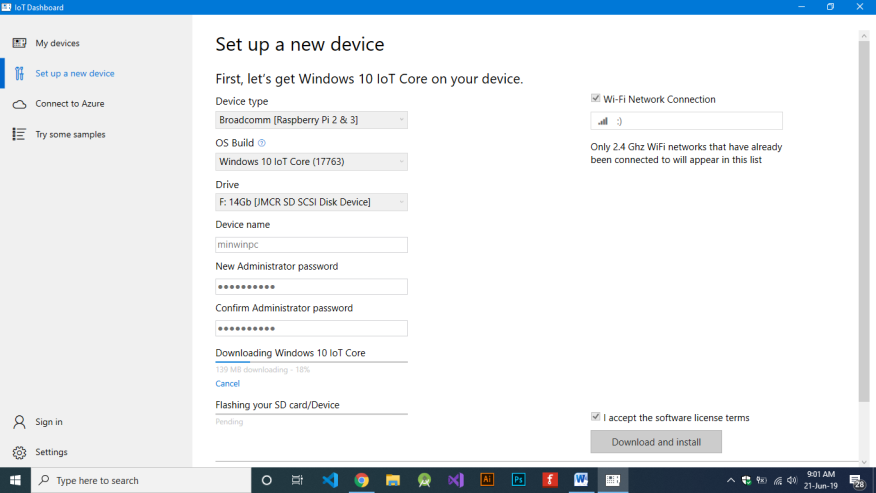 IoT Dashboard
My devices
Set up a new device
Connect to Azure
Try some samples
Sign in
Settings
Set up a new device
First, let's get Windows 10 IoT Core on your device.
Device type
Broadcomm [Raspberry Pi 2 & 3]
OS Build
Windows 10 IoT Core (17763)
Drive
F: 14Gb [JMCR SD SCSI Disk Device]
Device name
minwinpc
New Administrator password
Confirm Administrator password
Downloading Windows 10 IoT Core
139 MB downloading - 18%
Cancel
Flashing your SD card/Device
Pending
Wi-Fi Network Connection
:)
Only 2.4 Ghz WiFi networks that have already
been connected to will appear in this list
I accept the software license terms
Download and install
Type here to search
Ai
Ps
W
9:01 AM
21-Jun-19
28